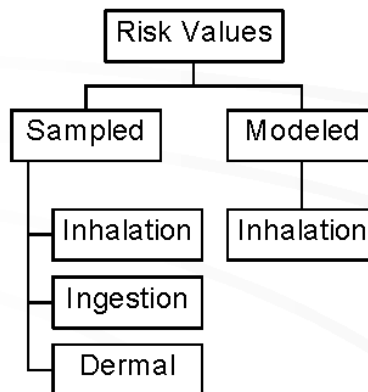 Risk Values
Sampled
Modeled
Inhalation
Inhalation
Ingestion
Dermal